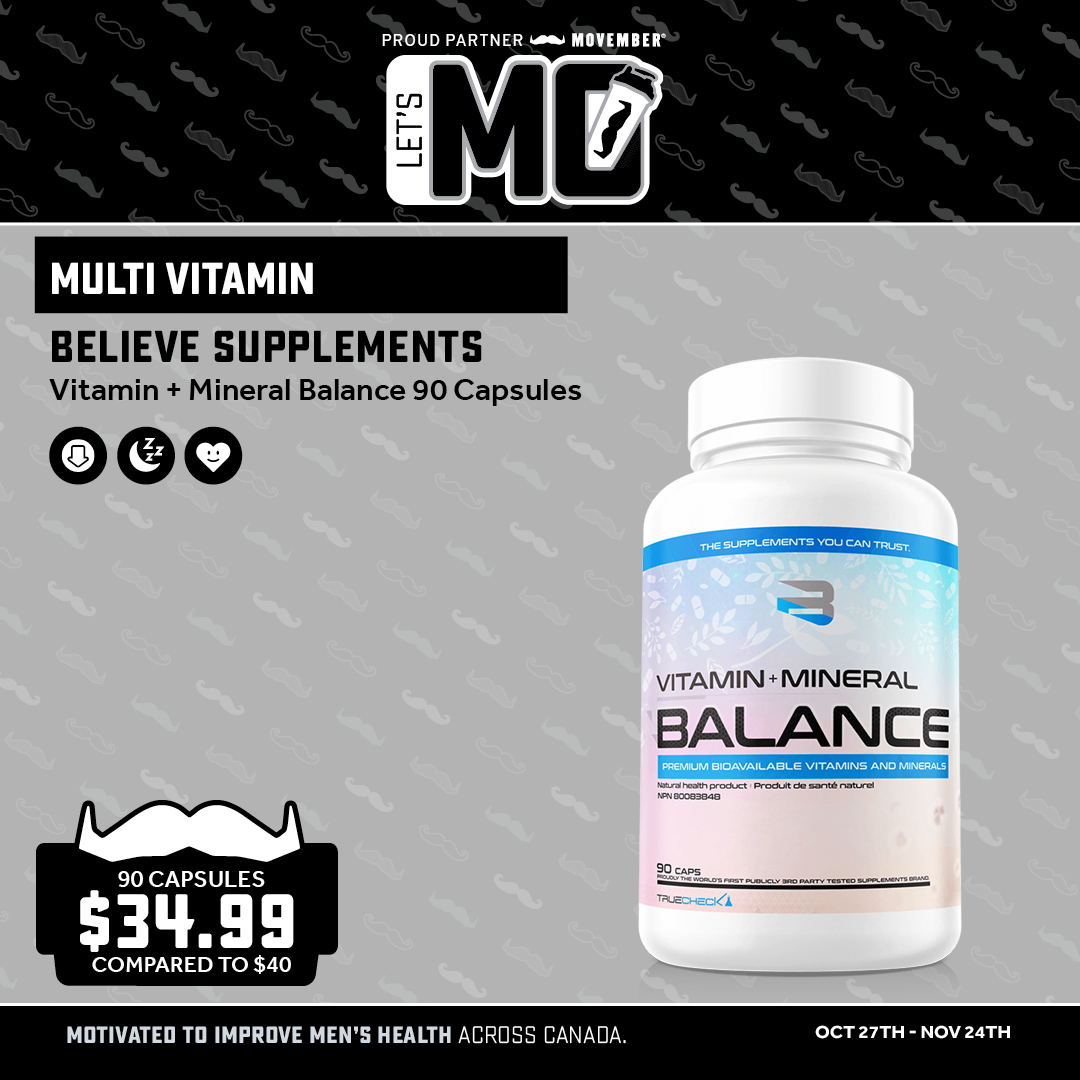 PROUD PARTNER MOVEMBER®
LET'S
MO
MULTI VITAMIN
BELIEVE SUPPLEMENTS
Vitamin + Mineral Balance 90 Capsules
Z Z
Z Z
THE SUPPLEMENTS YOU CAN TRUST.
B
VITAMIN + MINERAL
BALANCE
PREMIUM BIOAVAILABLE VITAMINS AND MINERALS
Natural health product · Produit de santé naturel
NPN 80083848
90 CAPS
PROUDLY THE WORLD'S FIRST PUBLICLY 3RD PARTY TESTED SUPPLEMENTS BRAND.
TRUECHECK
90 CAPSULES
$34.99
COMPARED TO $40
MOTIVATED TO IMPROVE MEN'S HEALTH ACROSS CANADA.
OCT 27TH - NOV 24TH